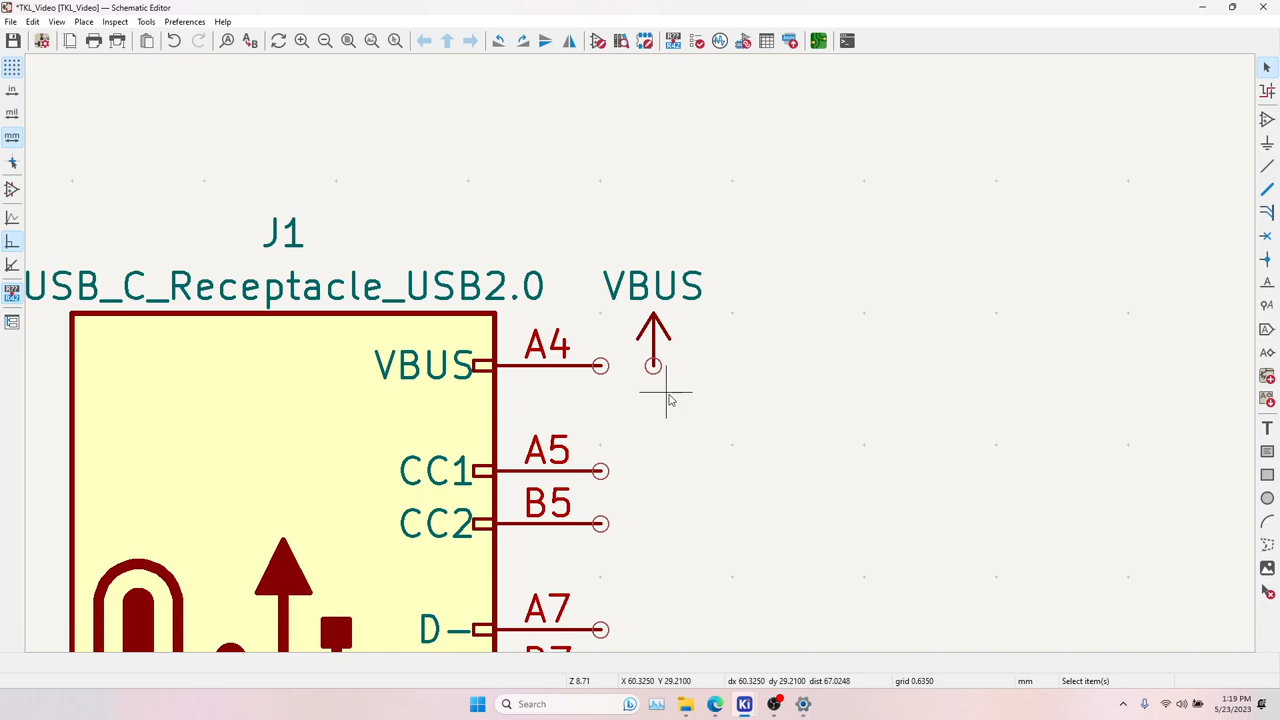 *TKL_Video [TKL_Video] — Schematic Editor
File Edit View Place Inspect Tools Preferences Help
in
mil
mm
J1
USB_C_Receptacle_USB2.0
VBUS
VBUS
A4
CC1
A5
CC2
B5
D-
A7
Z 8.71 X 60.3250 Y 29.2100 dx 60.3250 dy 29.2100 dist 67.0248 grid 0.6350 mm Select item(s)
Search
1:19 PM
5/23/2023